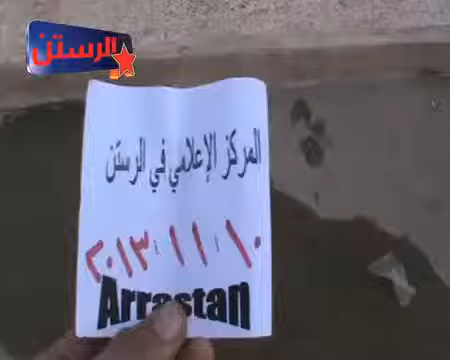 الرستن
المركز الإعلامي في الرستن
٢٠١٣ ١١ ١٠
Arrastan